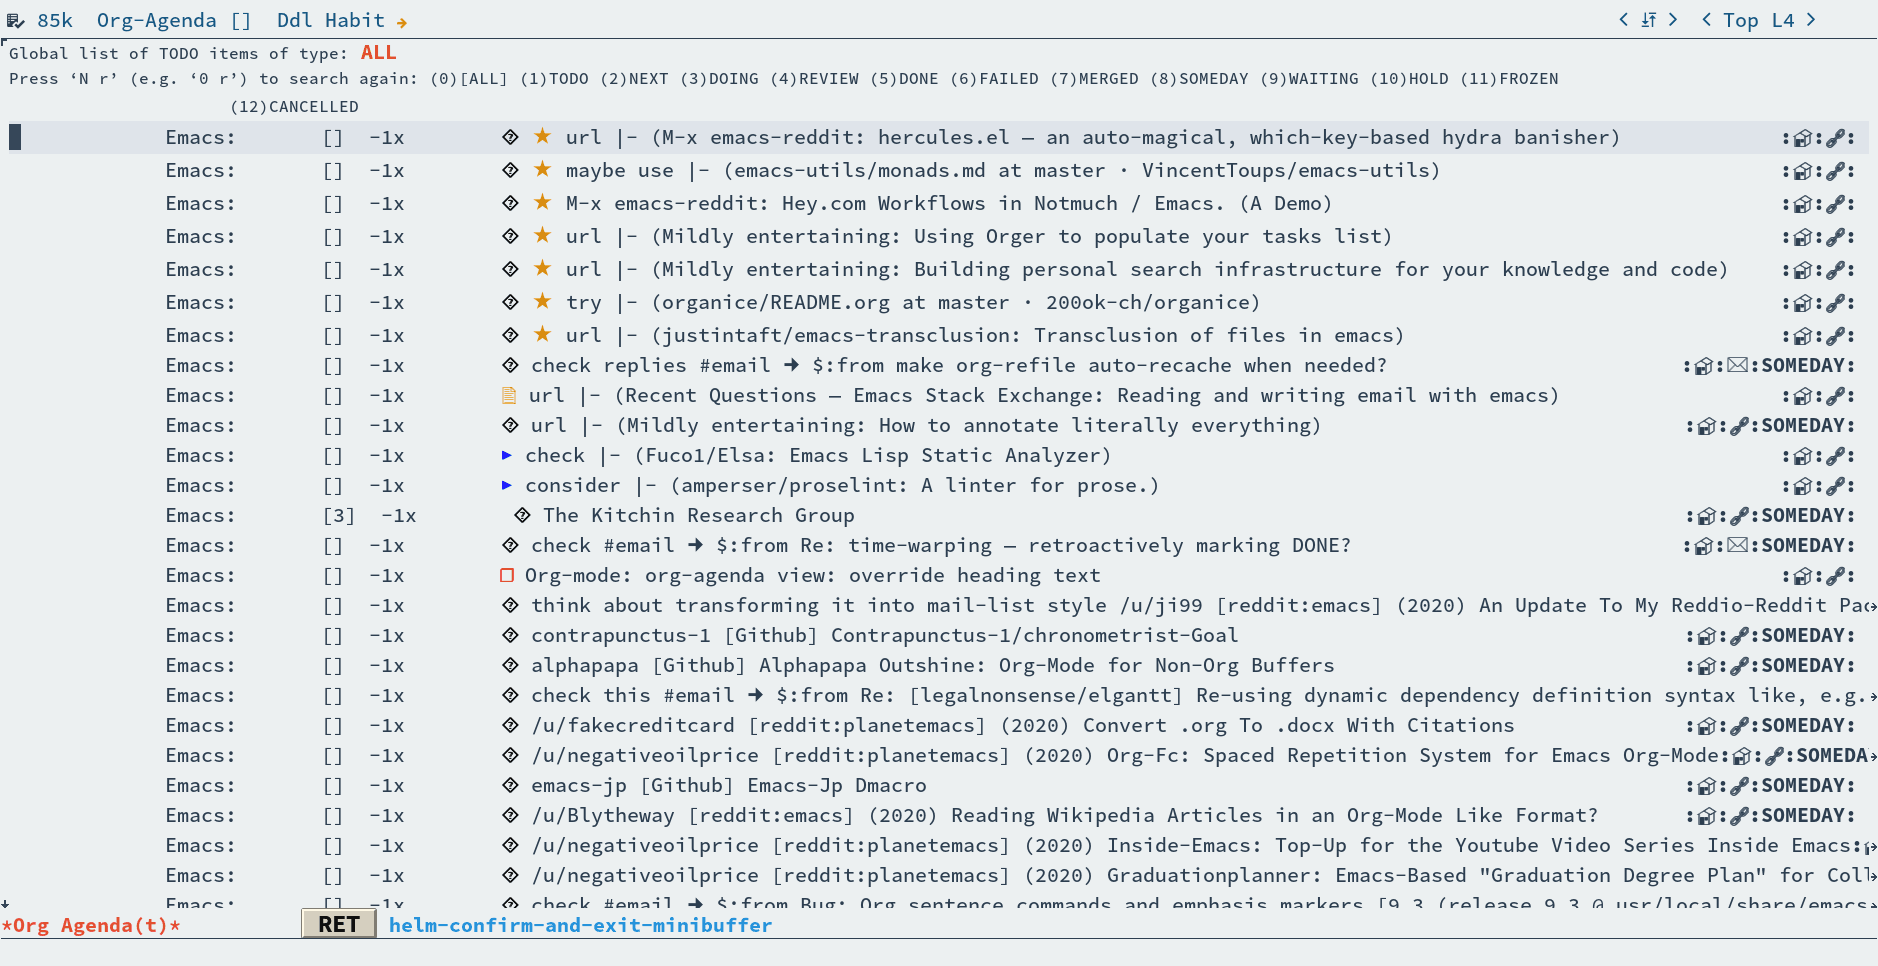 85k Org-Agenda [] Ddl Habit → < ↓↑ > < Top L4 >
Global list of TODO items of type: ALL
Press ‘N r’ (e.g. ‘0 r’) to search again: (0)[ALL] (1)TODO (2)NEXT (3)DOING (4)REVIEW (5)DONE (6)FAILED (7)MERGED (8)SOMEDAY (9)WAITING (10)HOLD (11)FROZEN
(12)CANCELLED
Emacs: [] -1x ★ url |- (M-x emacs-reddit: hercules.el — an auto-magical, which-key-based hydra banisher) :::
Emacs: [] -1x ★ maybe use |- (emacs-utils/monads.md at master · VincentToups/emacs-utils) :::
Emacs: [] -1x ★ M-x emacs-reddit: Hey.com Workflows in Notmuch / Emacs. (A Demo) :::
Emacs: [] -1x ★ url |- (Mildly entertaining: Using Orger to populate your tasks list) :::
Emacs: [] -1x ★ url |- (Mildly entertaining: Building personal search infrastructure for your knowledge and code) :::
Emacs: [] -1x ★ try |- (organice/README.org at master · 200ok-ch/organice) :::
Emacs: [] -1x ★ url |- (justintaft/emacs-transclusion: Transclusion of files in emacs) :::
Emacs: [] -1x check replies #email → $:from make org-refile auto-recache when needed? :::SOMEDAY:
Emacs: [] -1x url |- (Recent Questions — Emacs Stack Exchange: Reading and writing email with emacs) :::
Emacs: [] -1x url |- (Mildly entertaining: How to annotate literally everything) :::SOMEDAY:
Emacs: [] -1x ▶ check |- (Fuco1/Elsa: Emacs Lisp Static Analyzer) :::
Emacs: [] -1x ▶ consider |- (amperser/proselint: A linter for prose.) :::
Emacs: [3] -1x The Kitchin Research Group :::SOMEDAY:
Emacs: [] -1x check #email → $:from Re: time-warping — retroactively marking DONE? :::SOMEDAY:
Emacs: [] -1x Org-mode: org-agenda view: override heading text :::
Emacs: [] -1x think about transforming it into mail-list style /u/ji99 [reddit:emacs] (2020) An Update To My Reddio-Reddit Pac
Emacs: [] -1x contrapunctus-1 [Github] Contrapunctus-1/chronometrist-Goal :::SOMEDAY:
Emacs: [] -1x alphapapa [Github] Alphapapa Outshine: Org-Mode for Non-Org Buffers :::SOMEDAY:
Emacs: [] -1x check this #email → $:from Re: [legalnonsense/elgantt] Re-using dynamic dependency definition syntax like, e.g.
Emacs: [] -1x /u/fakecreditcard [reddit:planetemacs] (2020) Convert .org To .docx With Citations :::SOMEDAY:
Emacs: [] -1x /u/negativeoilprice [reddit:planetemacs] (2020) Org-Fc: Spaced Repetition System for Emacs Org-Mode:::SOMEDA
Emacs: [] -1x emacs-jp [Github] Emacs-Jp Dmacro :::SOMEDAY:
Emacs: [] -1x /u/Blytheway [reddit:emacs] (2020) Reading Wikipedia Articles in an Org-Mode Like Format? :::SOMEDAY:
Emacs: [] -1x /u/negativeoilprice [reddit:planetemacs] (2020) Inside-Emacs: Top-Up for the Youtube Video Series Inside Emacs:
Emacs: [] -1x /u/negativeoilprice [reddit:planetemacs] (2020) Graduationplanner: Emacs-Based "Graduation Degree Plan" for Coll
Emacs: [] -1x check #email → $:from Bug: Org sentence commands and emphasis markers [9.3 (release_9.3 @ usr/local/share/emacs
*Org Agenda(t)* RET helm-confirm-and-exit-minibuffer